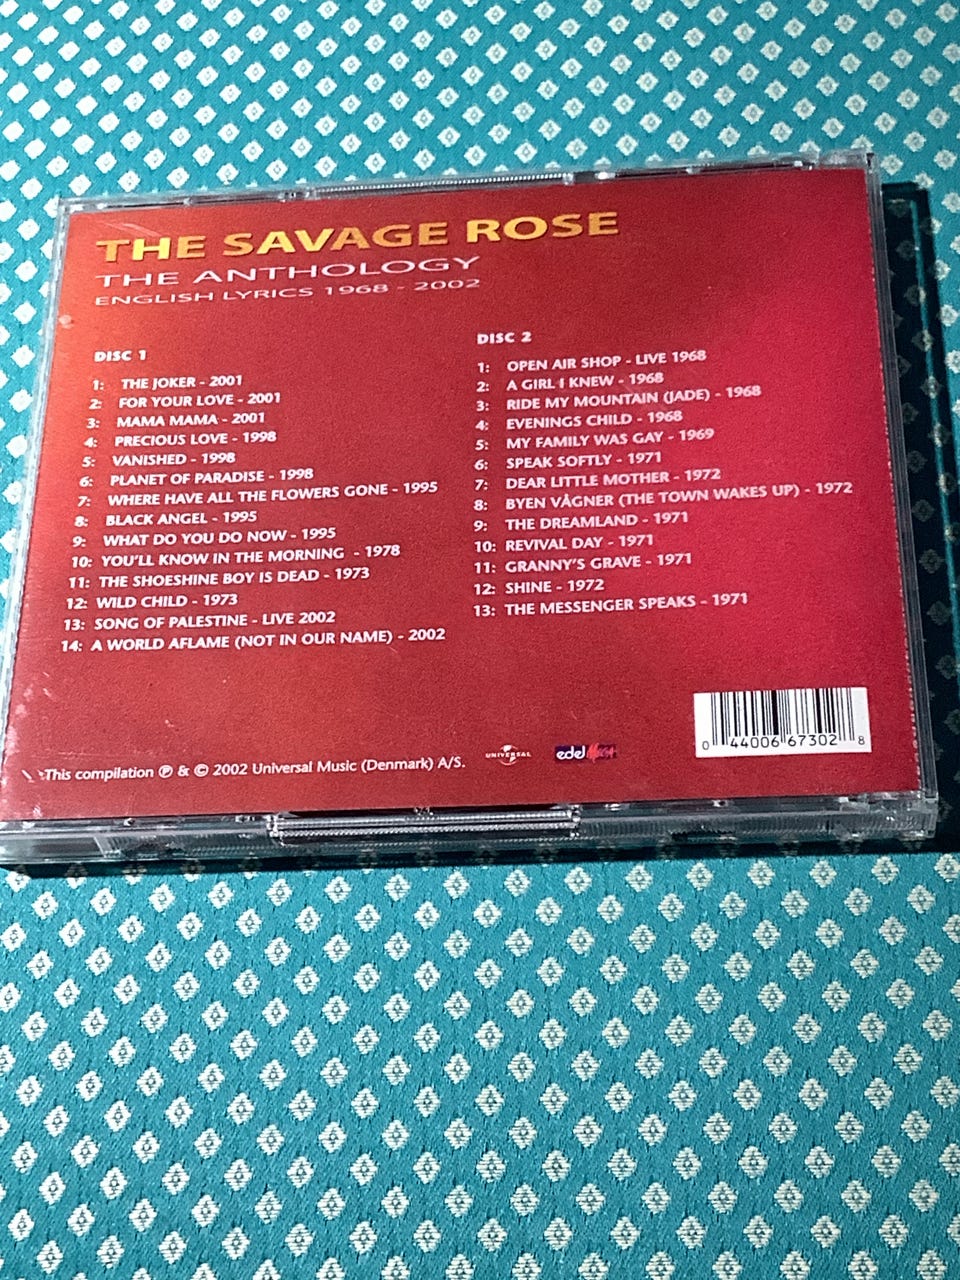 THE SAVAGE ROSE
THE ANTHOLOGY
ENGLISH LYRICS 1968 - 2002
DISC 1
1: THE JOKER - 2001
2: FOR YOUR LOVE - 2001
3: MAMA MAMA - 2001
4: PRECIOUS LOVE - 1998
5: VANISHED - 1998
6: PLANET OF PARADISE - 1998
7: WHERE HAVE ALL THE FLOWERS GONE - 1995
8: BLACK ANGEL - 1995
9: WHAT DO YOU DO NOW - 1995
10: YOU'LL KNOW IN THE MORNING - 1978
11: THE SHOESHINE BOY IS DEAD - 1973
12: WILD CHILD - 1973
13: SONG OF PALESTINE - LIVE 2002
14: A WORLD AFLAME (NOT IN OUR NAME) - 2002
DISC 2
1: OPEN AIR SHOP - LIVE 1968
2: A GIRL I KNEW - 1968
3: RIDE MY MOUNTAIN (JADE) - 1968
4: EVENINGS CHILD - 1968
5: MY FAMILY WAS GAY - 1969
6: SPEAK SOFTLY - 1971
7: DEAR LITTLE MOTHER - 1972
8: BYEN VÅGNER (THE TOWN WAKES UP) - 1972
9: THE DREAMLAND - 1971
10: REVIVAL DAY - 1971
11: GRANNY'S GRAVE - 1971
12: SHINE - 1972
13: THE MESSENGER SPEAKS - 1971
This compilation ℗ & © 2002 Universal Music (Denmark) A/S.
UNIVERSAL
edel
0 44006 67302 8